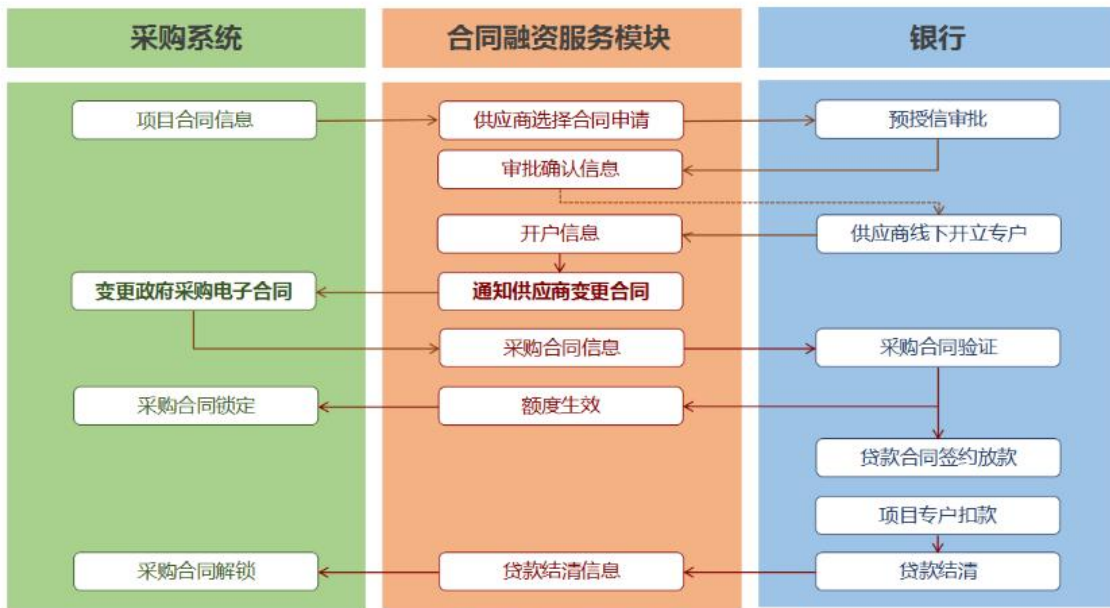 采购系统
合同融资服务模块
银行
项目合同信息
供应商选择合同申请
预授信审批
审批确认信息
开户信息
供应商线下开立专户
变更政府采购电子合同
通知供应商变更合同
采购合同信息
采购合同验证
采购合同锁定
额度生效
贷款合同签约放款
项目专户扣款
采购合同解锁
贷款结清信息
贷款结清